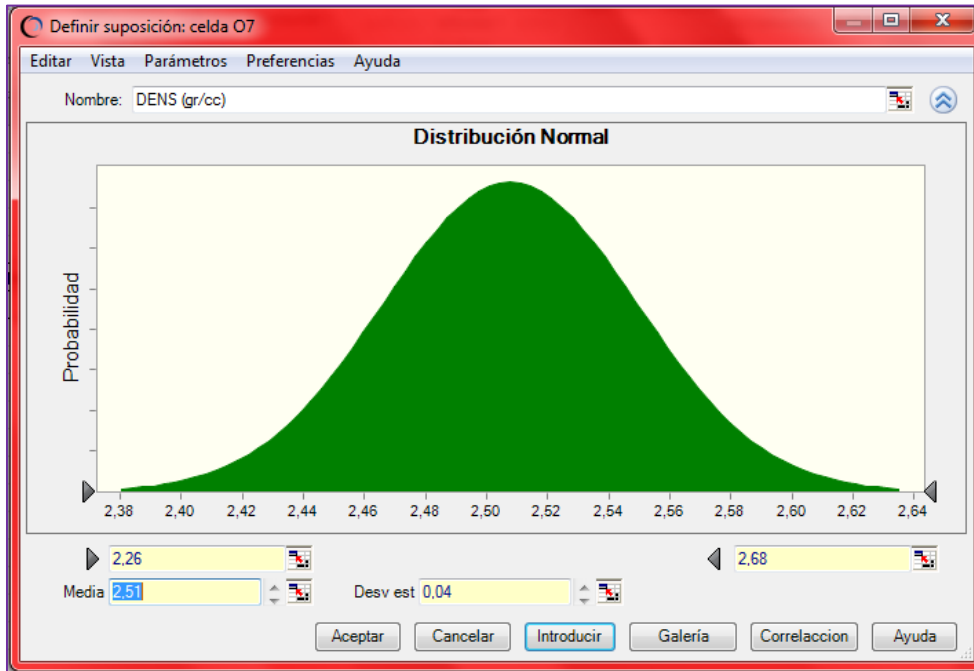 Definir suposición: celda O7
Editar Vista Parámetros Preferencias Ayuda
Nombre: DENS (gr/cc)
Distribución Normal
Probabilidad
2,38 2,40 2,42 2,44 2,46 2,48 2,50 2,52 2,54 2,56 2,58 2,60 2,62 2,64
2,26 2,68
Media 2,51 Desv est 0,04
Aceptar Cancelar Introducir Galería Correlaccion Ayuda